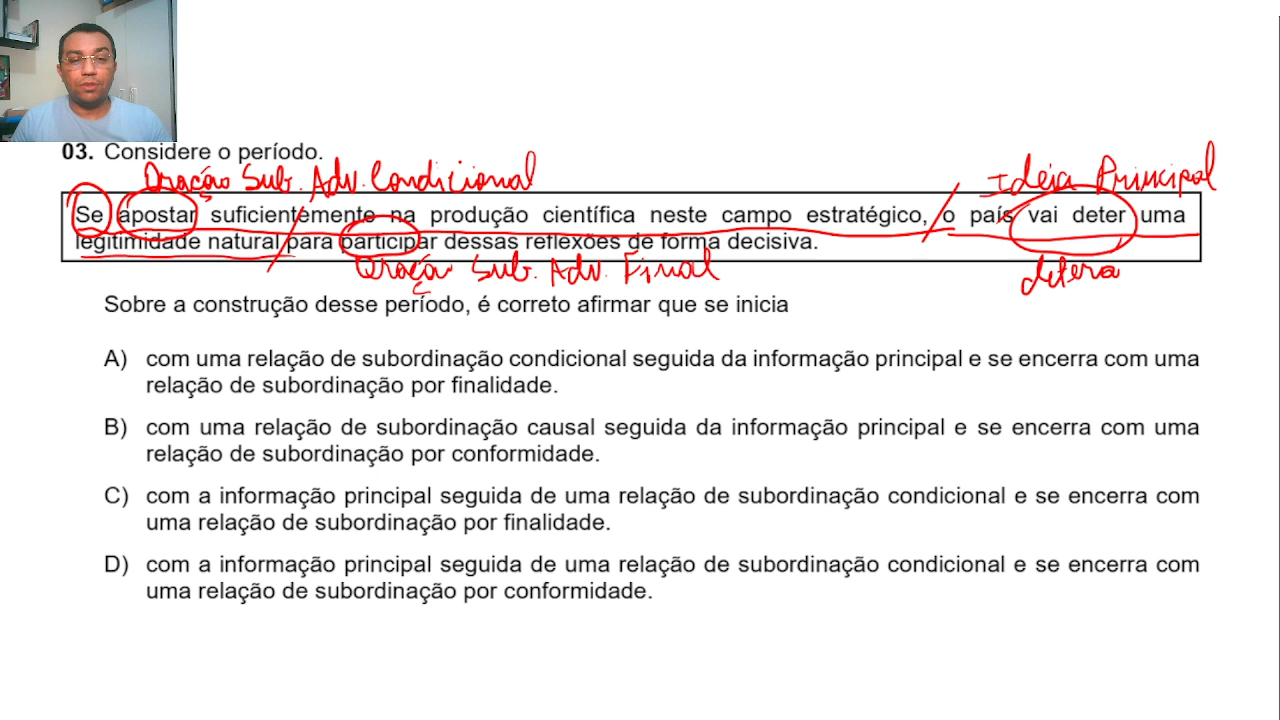 03. Considere o período.
Oração Sub. Adv. Condicional
Ideia Principal
Se apostar suficientemente na produção científica neste campo estratégico, o país vai deter uma
legitimidade natural para participar dessas reflexões de forma decisiva.
Oração Sub. Adv. Final
detera
Sobre a construção desse período, é correto afirmar que se inicia
A) com uma relação de subordinação condicional seguida da informação principal e se encerra com uma
relação de subordinação por finalidade.
B) com uma relação de subordinação causal seguida da informação principal e se encerra com uma
relação de subordinação por conformidade.
C) com a informação principal seguida de uma relação de subordinação condicional e se encerra com
uma relação de subordinação por finalidade.
D) com a informação principal seguida de uma relação de subordinação condicional e se encerra com
uma relação de subordinação por conformidade.